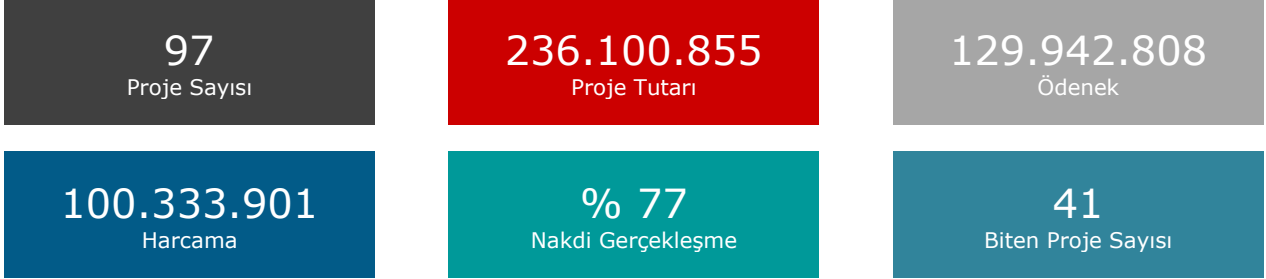 97
Proje Sayısı
236.100.855
Proje Tutarı
129.942.808
Ödenek
100.333.901
Harcama
% 77
Nakdi Gerçekleşme
41
Biten Proje Sayısı